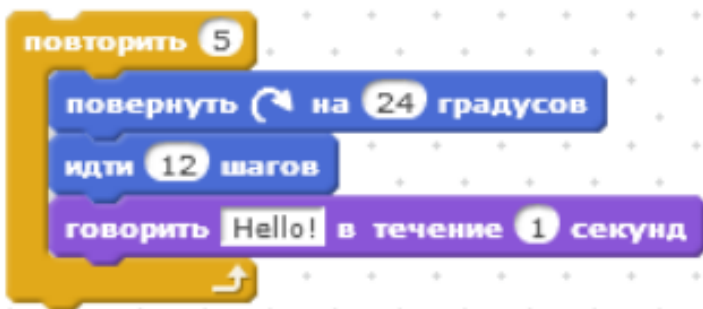 повторить 5
повернуть на 24 градусов
идти 12 шагов
говорить Hello! в течение 1 секунд